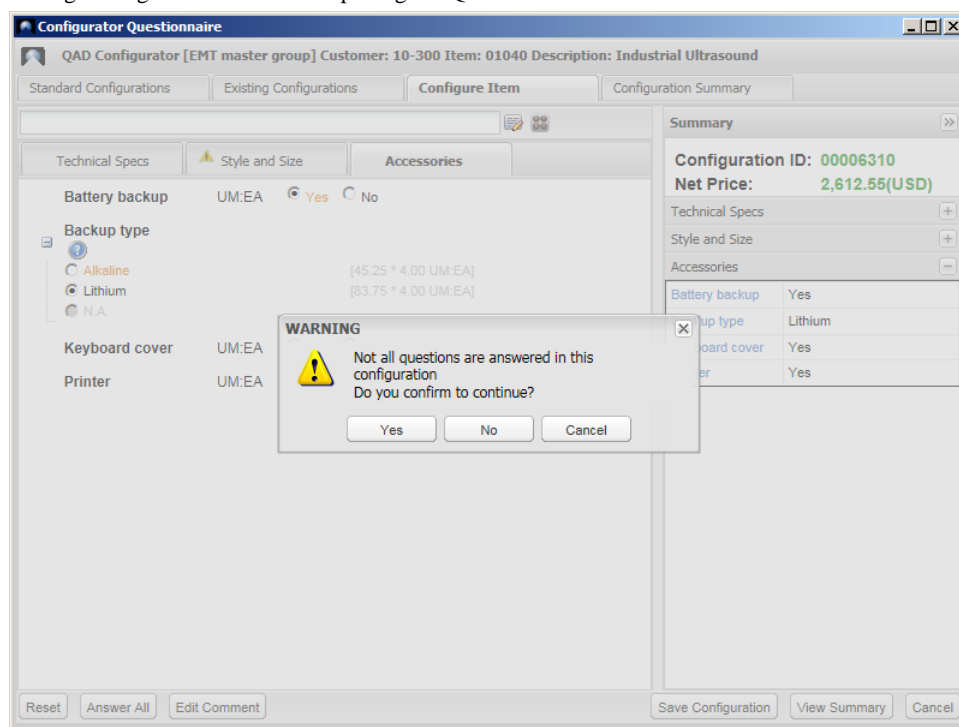 Configurator Questionnaire
QAD Configurator [EMT master group] Customer: 10-300 Item: 01040 Description: Industrial Ultrasound
Standard Configurations Existing Configurations Configure Item Configuration Summary
Summary
Technical Specs Style and Size Accessories
Configuration ID: 00006310
Net Price: 2,612.55(USD)
Battery backup UM:EA Yes No
Technical Specs
Backup type
Style and Size
Alkaline [45.25 * 4.00 UM:EA]
Accessories
Lithium [83.75 * 4.00 UM:EA]
Battery backup Yes
N.A.
up type Lithium
WARNING
Keyboard cover UM:EA
oard cover Yes
Not all questions are answered in this
configuration
Printer UM:EA
er Yes
Do you confirm to continue?
Yes No Cancel
Reset Answer All Edit Comment Save Configuration View Summary Cancel